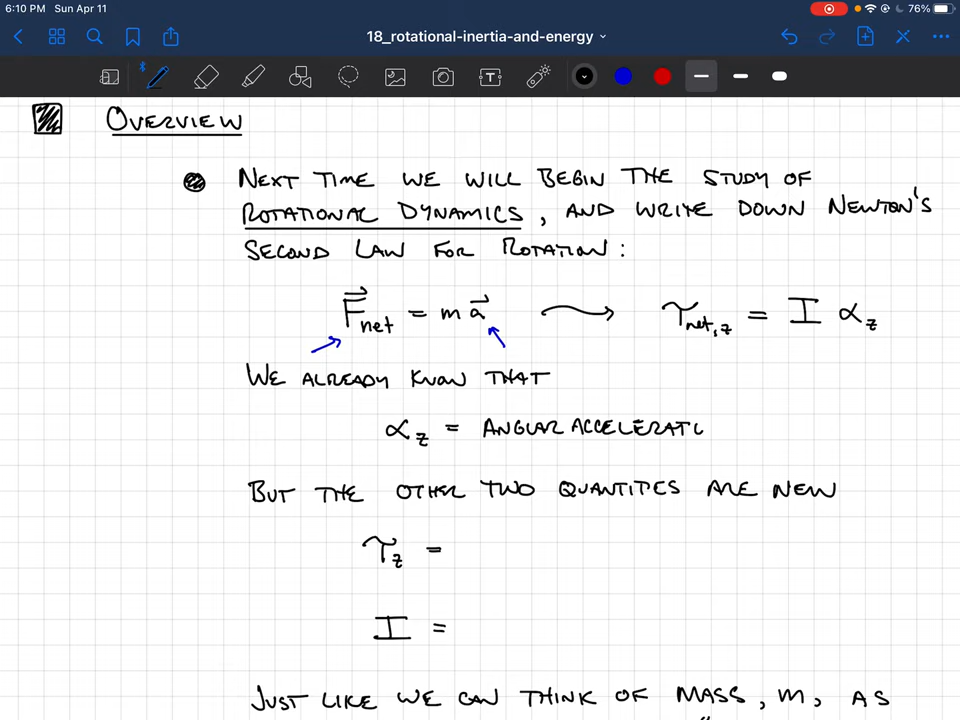 6:10 PM Sun Apr 11
76%
18_rotational-inertia-and-energy
OVERVIEW
NEXT TIME WE WILL BEGIN THE STUDY OF
ROTATIONAL DYNAMICS, AND WRITE DOWN NEWTON'S
SECOND LAW FOR ROTATION:
F⃗net = m a⃗ ⟿ τnet,z = I αz
WE ALREADY KNOW THAT
αz = ANGULAR ACCELERATI
BUT THE OTHER TWO QUANTITES ARE NEW
τz =
I =
JUST LIKE WE CAN THINK OF MASS, m, AS